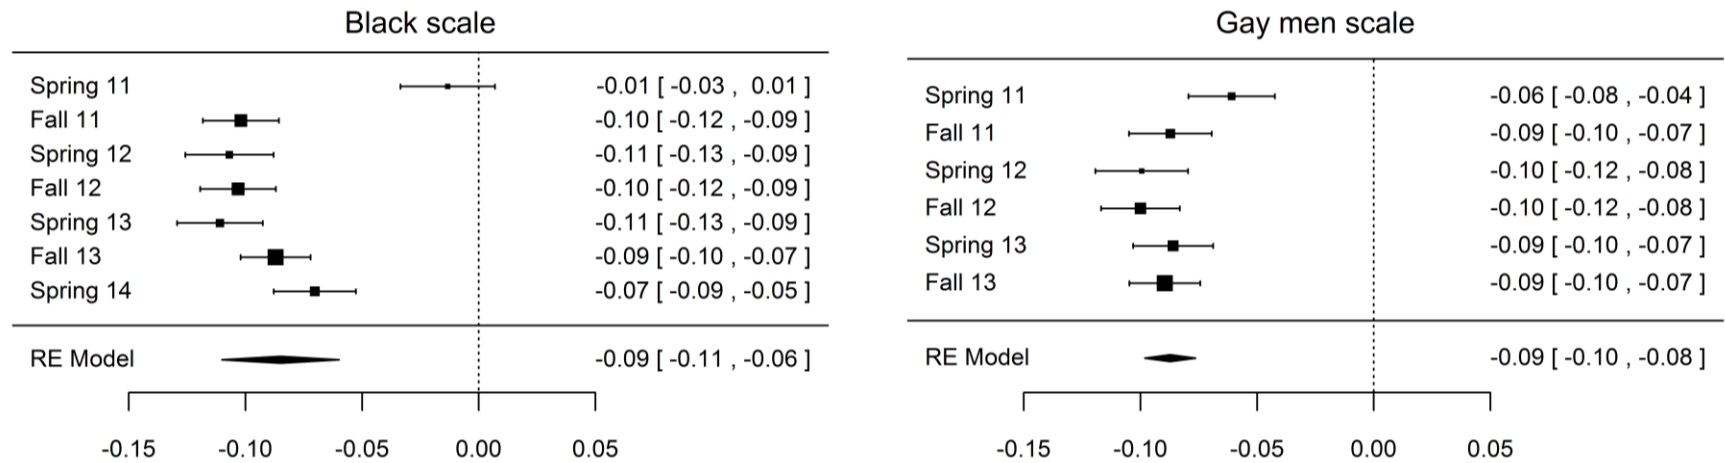 Black scale
Spring 11 -0.01 [ -0.03 , 0.01 ]
Fall 11 -0.10 [ -0.12 , -0.09 ]
Spring 12 -0.11 [ -0.13 , -0.09 ]
Fall 12 -0.10 [ -0.12 , -0.09 ]
Spring 13 -0.11 [ -0.13 , -0.09 ]
Fall 13 -0.09 [ -0.10 , -0.07 ]
Spring 14 -0.07 [ -0.09 , -0.05 ]
RE Model -0.09 [ -0.11 , -0.06 ]
-0.15 -0.10 -0.05 0.00 0.05
Gay men scale
Spring 11 -0.06 [ -0.08 , -0.04 ]
Fall 11 -0.09 [ -0.10 , -0.07 ]
Spring 12 -0.10 [ -0.12 , -0.08 ]
Fall 12 -0.10 [ -0.12 , -0.08 ]
Spring 13 -0.09 [ -0.10 , -0.07 ]
Fall 13 -0.09 [ -0.10 , -0.07 ]
RE Model -0.09 [ -0.10 , -0.08 ]
-0.15 -0.10 -0.05 0.00 0.05